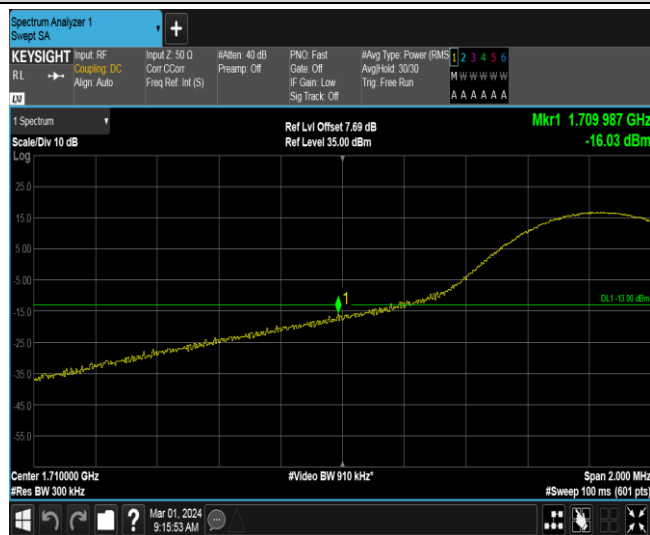 Spectrum Analyzer 1
Swept SA
KEYSIGHT Input: RF Input Z: 50 Ω #Atten: 40 dB PNO: Fast #Avg Type: Power (RMS 1 2 3 4 5 6
RL Coupling: DC Corr CCorr Preamp: Off Gate: Off Avg|Hold: 30/30 M W W W W W
Align: Auto Freq Ref: Int (S) IF Gain: Low Trig: Free Run
Sig Track: Off A A A A A A
LXI
1 Spectrum Ref Lvl Offset 7.69 dB Mkr1 1.709 987 GHz
Scale/Div 10 dB Ref Level 35.00 dBm -16.03 dBm
Log
25.0
15.0
5.00
-5.00
1
DL1 -13.00 dBm
-15.0
-25.0
-35.0
-45.0
-55.0
Center 1.710000 GHz #Video BW 910 kHz* Span 2.000 MHz
#Res BW 300 kHz #Sweep 100 ms (601 pts)
? Mar 01, 2024
9:15:53 AM